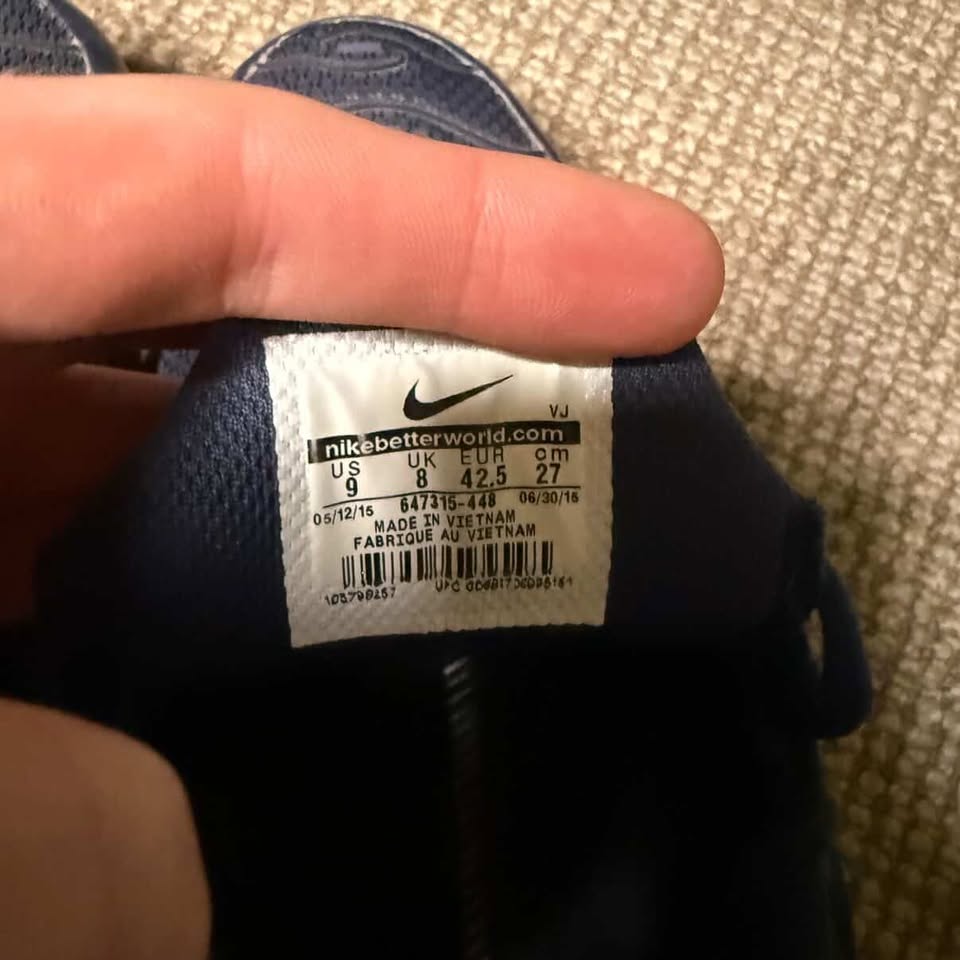 VJ
nikebetterworld.com
US UK EUR cm
9 8 42.5 27
05/12/15 647315-448 06/30/15
MADE IN VIETNAM
FABRIQUE AU VIETNAM
UPC